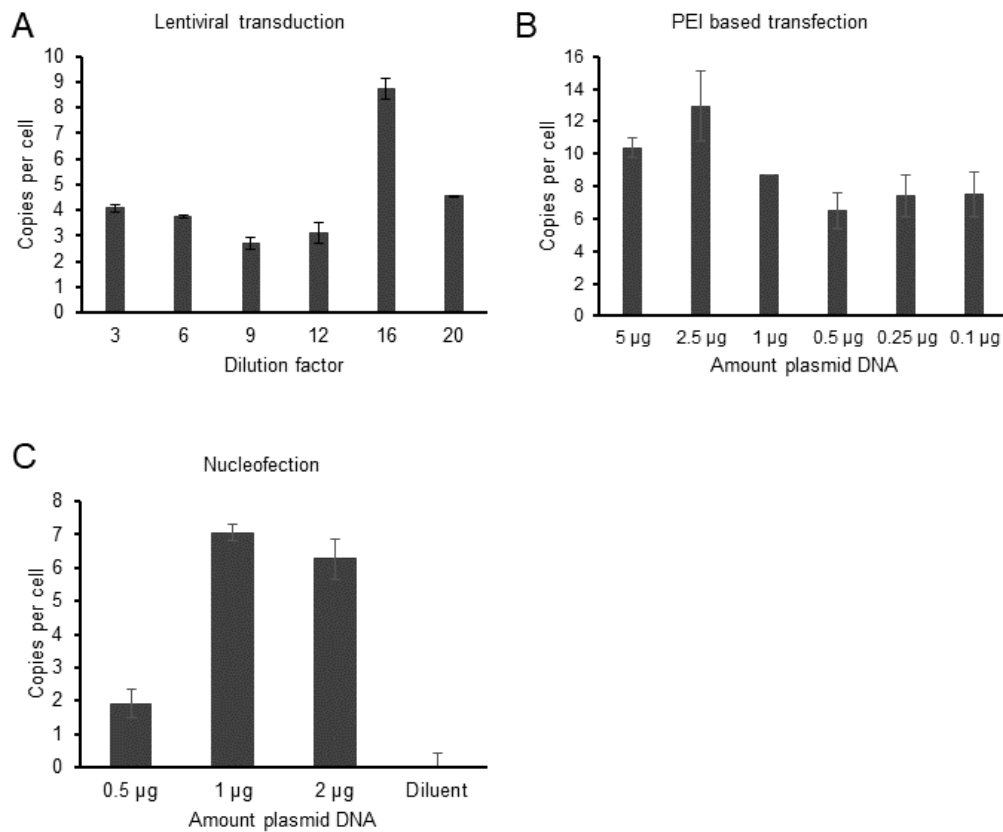 A
Lentiviral transduction
10
9
8
7
6
5
4
3
2
1
0
Copies per cell
3 6 9 12 16 20
Dilution factor
B
PEI based transfection
16
14
12
10
8
6
4
2
0
Copies per cell
5 µg 2.5 µg 1 µg 0.5 µg 0.25 µg 0.1 µg
Amount plasmid DNA
C
Nucleofection
8
7
6
5
4
3
2
1
0
Copies per cell
0.5 µg 1 µg 2 µg Diluent
Amount plasmid DNA